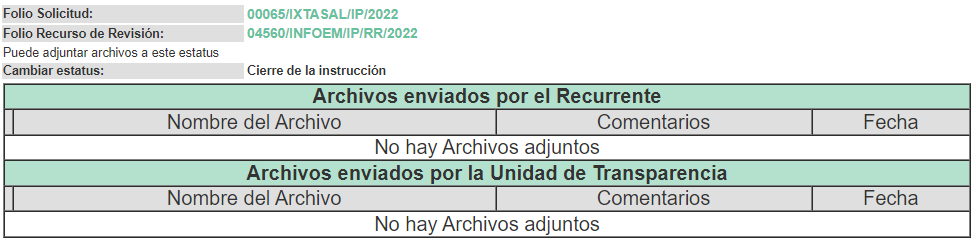 Folio Solicitud: 00065/IXTASAL/IP/2022
Folio Recurso de Revisión: 04560/INFOEM/IP/RR/2022
Puede adjuntar archivos a este estatus
Cambiar estatus: Cierre de la instrucción
Archivos enviados por el Recurrente
Nombre del Archivo Comentarios Fecha
No hay Archivos adjuntos
Archivos enviados por la Unidad de Transparencia
Nombre del Archivo Comentarios Fecha
No hay Archivos adjuntos